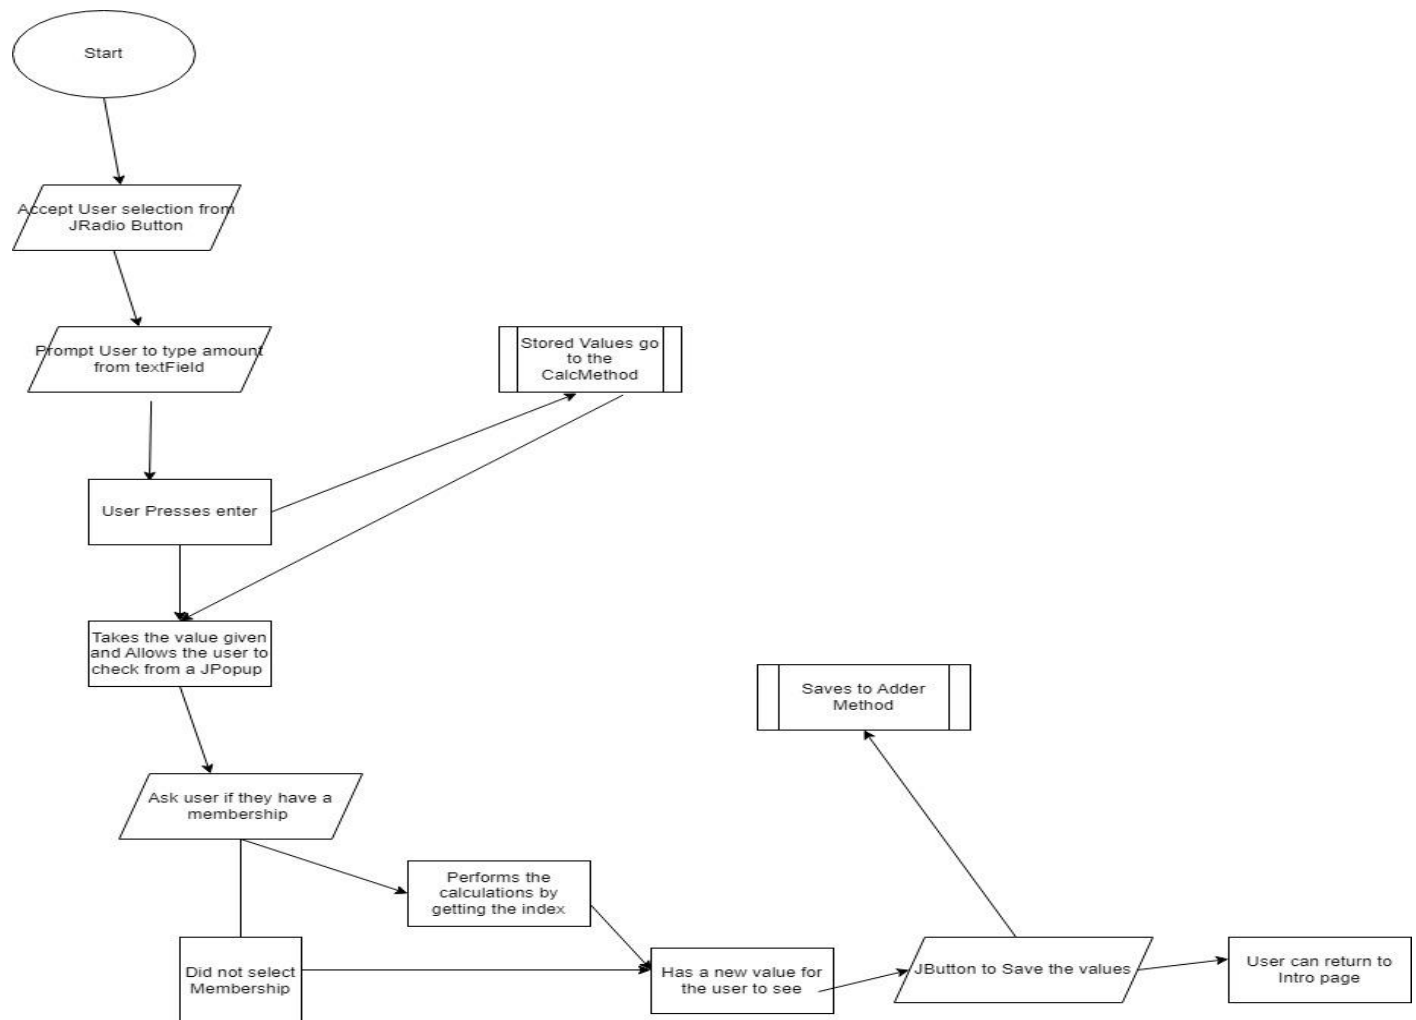 Start
Accept User selection from
JRadio Button
Prompt User to type amount
from textField
Stored Values go
to the
CalcMethod
User Presses enter
Takes the value given
and Allows the user to
check from a JPopup
Saves to Adder
Method
Ask user if they have a
membership
Performs the
calculations by
getting the index
Did not select
Membership
Has a new value for
the user to see
JButton to Save the values
User can return to
Intro page